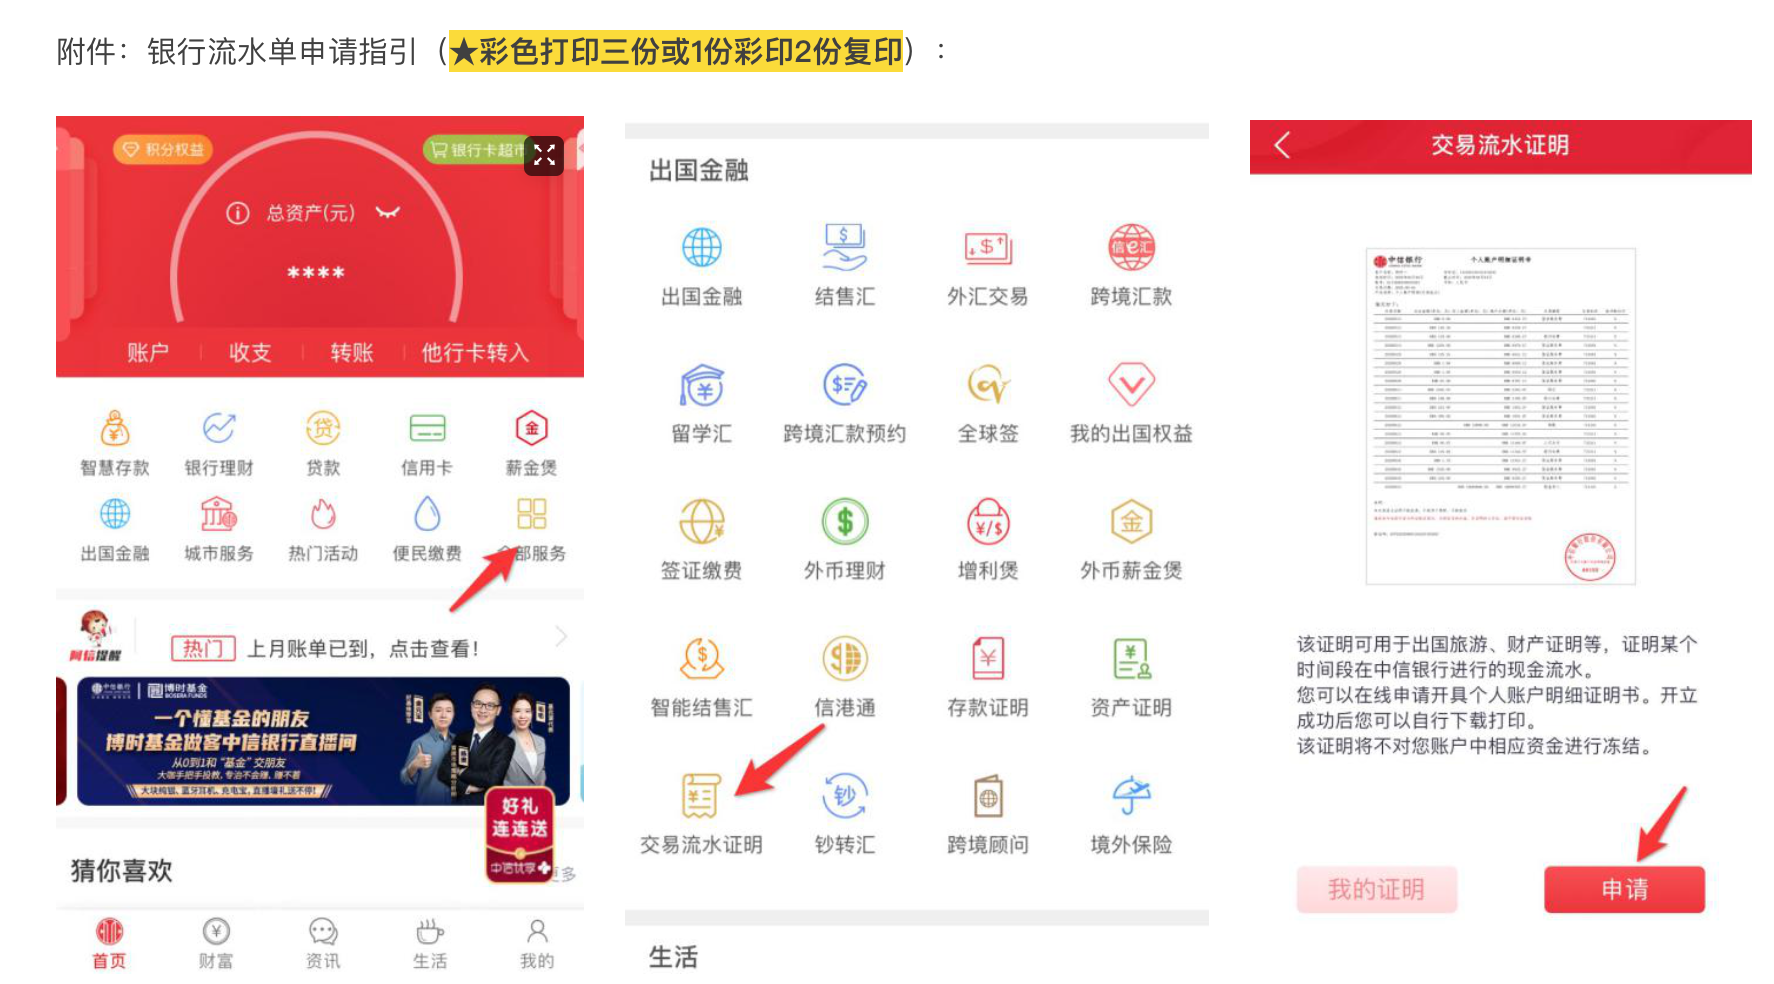 附件：银行流水单申请指引（★彩色打印三份或1份彩印2份复印）：
积分权益
银行卡超市
总资产(元)
****
账户
收支
转账
他行卡转入
智慧存款
银行理财
贷
贷款
信用卡
金
薪金煲
出国金融
城市服务
热门活动
便民缴费
全部服务
阿信提醒
热门
上月账单已到，点击查看！
中信银行
博时基金
BOSERA FUNDS
一个懂基金的朋友
博时基金做客中信银行直播间
从0到1和“基金”交朋友
大咖手把手投教，专治不会赚、赚不着
大块纯银、蓝牙耳机、充电宝，直播壕礼送不停！
好礼
连连送
中信优享+
猜你喜欢
更多
首页
财富
资讯
生活
我的
出国金融
出国金融
结售汇
外汇交易
信e汇
跨境汇款
留学汇
跨境汇款预约
全球签
我的出国权益
签证缴费
外币理财
¥/$
增利煲
金
外币薪金煲
智能结售汇
信港通
存款证明
资产证明
交易流水证明
钞
钞转汇
跨境顾问
境外保险
生活
交易流水证明
中信银行
个人账户明细证明书
该证明可用于出国旅游、财产证明等，证明某个
时间段在中信银行进行的现金流水。
您可以在线申请开具个人账户明细证明书。开立
成功后您可以自行下载打印。
该证明将不对您账户中相应资金进行冻结。
我的证明
申请